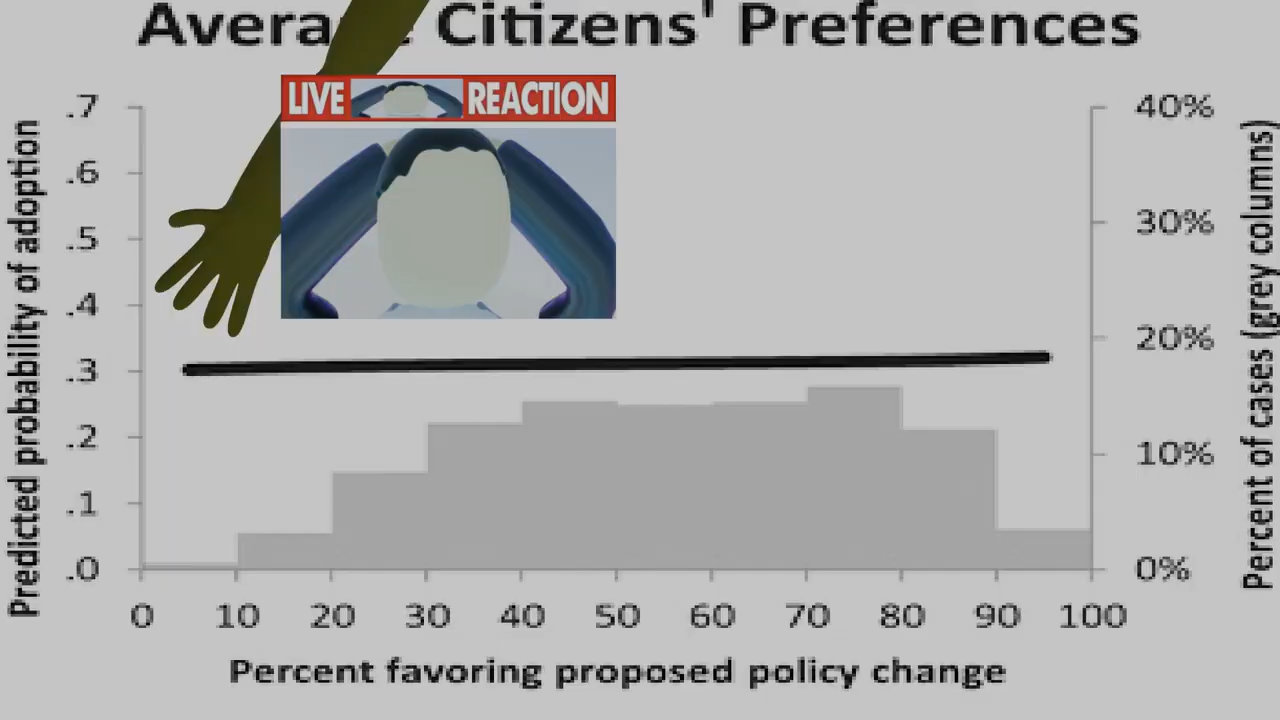 Avera Citizens' Preferences
LIVE REACTION
Predicted probability of adoption
.7
.6
.5
.4
.3
.2
.1
.0
40%
30%
20%
10%
0%
Percent of cases (grey columns)
0 10 20 30 40 50 60 70 80 90 100
Percent favoring proposed policy change